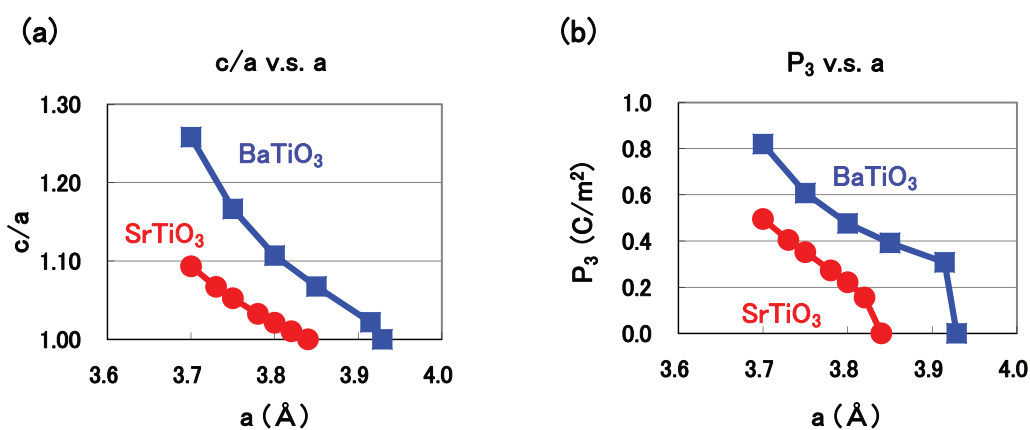 (a)
c/a v.s. a
1.30
1.20
1.10
1.00
c/a
BaTiO₃
SrTiO₃
3.6 3.7 3.8 3.9 4.0
a (Å)
(b)
P₃ v.s. a
1.0
0.8
0.6
0.4
0.2
0.0
P₃ (C/m²)
BaTiO₃
SrTiO₃
3.6 3.7 3.8 3.9 4.0
a (Å)